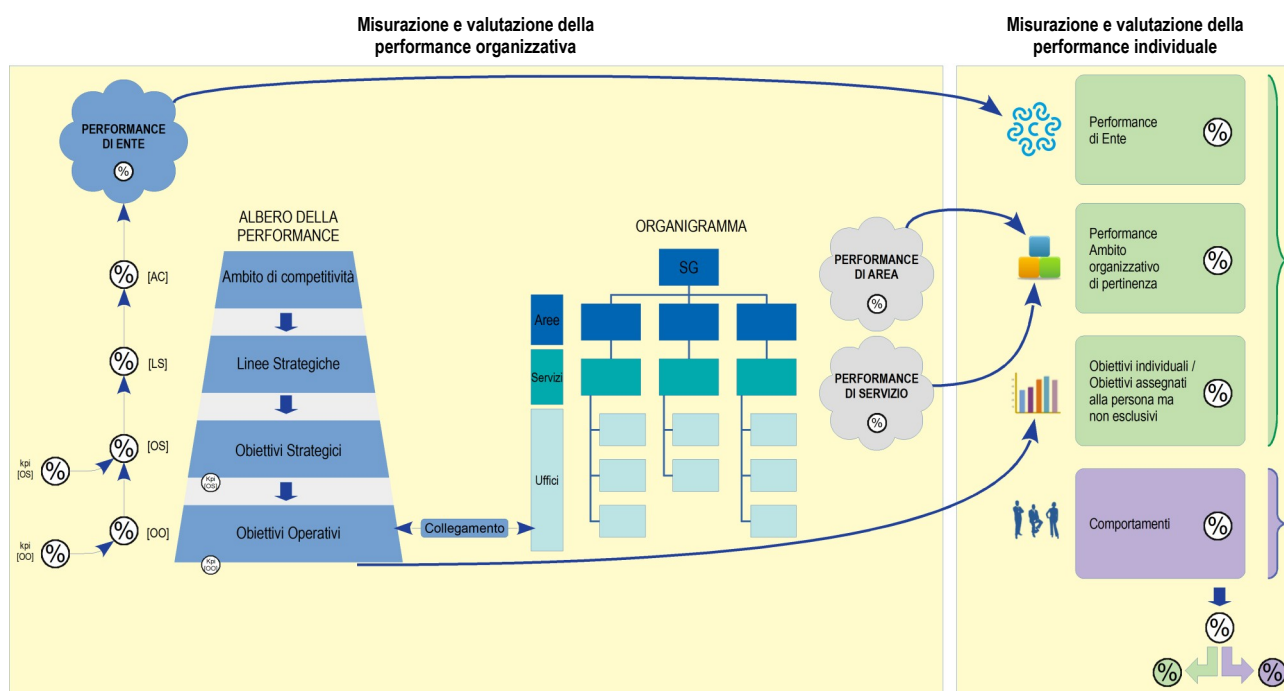 Misurazione e valutazione della
performance organizzativa
Misurazione e valutazione della
performance individuale
PERFORMANCE
DI ENTE
%
% [AC]
% [LS]
% [OS]
% [OO]
kpi
[OS]
%
kpi
[OO]
%
ALBERO DELLA
PERFORMANCE
Ambito di competitività
Linee Strategiche
Obiettivi Strategici
Kpi
[OS]
Obiettivi Operativi
Kpi
[OO]
Collegamento
ORGANIGRAMMA
SG
Aree
Servizi
Uffici
PERFORMANCE
DI AREA
%
PERFORMANCE
DI SERVIZIO
%
Performance
di Ente
%
Performance
Ambito
organizzativo
di pertinenza
%
Obiettivi individuali /
Obiettivi assegnati
alla persona ma
non esclusivi
%
Comportamenti
%
%
%
%